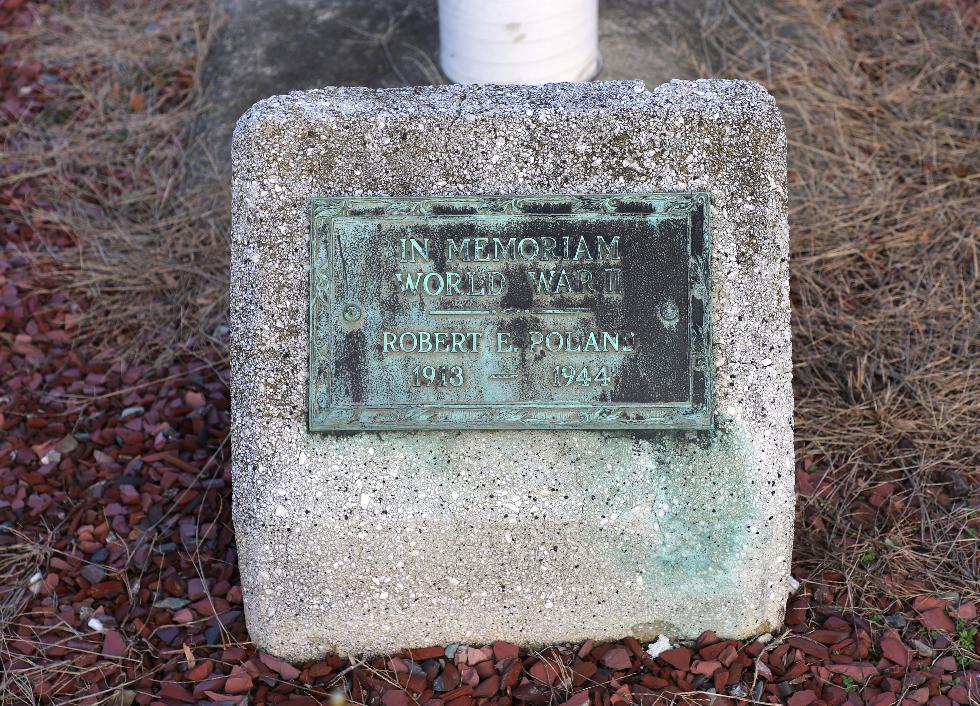 IN MEMORIAM
WORLD WAR II
ROBERT E. POLAND
1913 — 1944